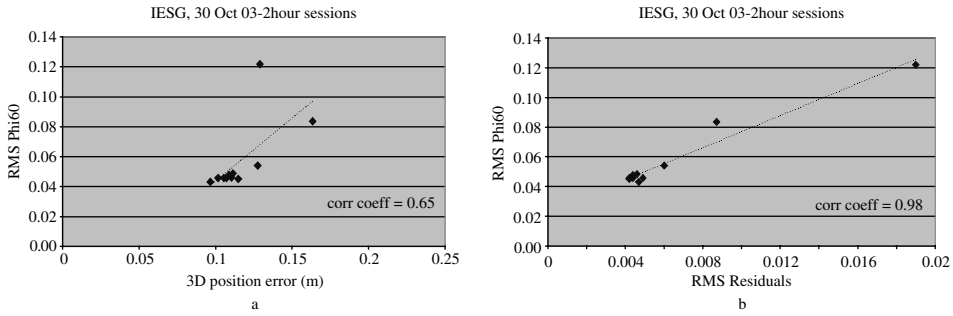 IESG, 30 Oct 03-2hour sessions
0.14
0.12
0.10
0.08
0.06
0.04
0.02
0.00
RMS Phi60
corr coeff = 0.65
0 0.1 0.15 0.2 0.25
3D position error (m)
a
IESG, 30 Oct 03-2hour sessions
0.14
0.12
0.10
0.08
0.06
0.04
0.02
0.00
RMS Phi60
corr coeff = 0.98
0 0.004 0.008 0.012 0.016 0.02
RMS Residuals
b